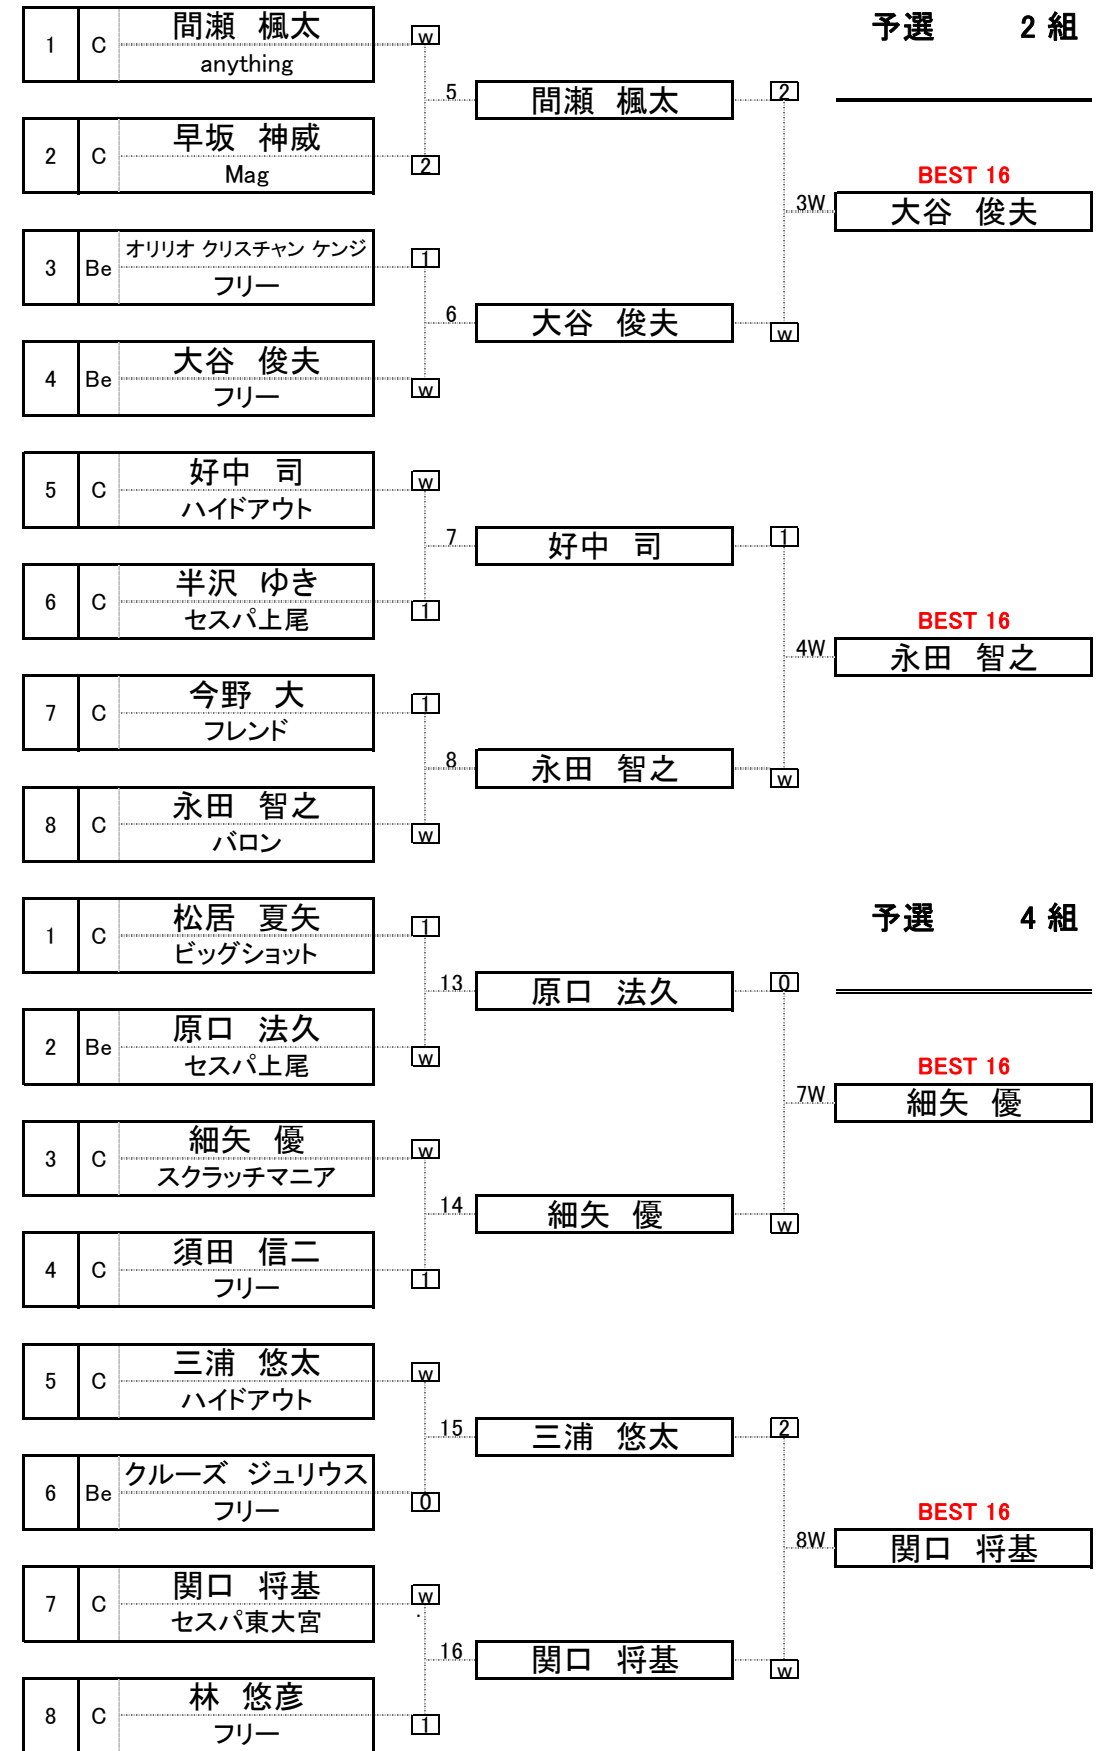 予選 2 組
1 C 間瀬 楓太 w
anything
5 間瀬 楓太 2
2 C 早坂 神威 2
Mag
BEST 16
3W 大谷 俊夫
3 Be オリリオ クリスチャン ケンジ 1
フリー
6 大谷 俊夫 w
4 Be 大谷 俊夫 w
フリー
5 C 好中 司 w
ハイドアウト
7 好中 司 1
6 C 半沢 ゆき 1
セスパ上尾
BEST 16
4W 永田 智之
7 C 今野 大 1
フレンド
8 永田 智之 w
8 C 永田 智之 w
バロン
予選 4 組
1 C 松居 夏矢 1
ビッグショット
13 原口 法久 0
2 Be 原口 法久 w
セスパ上尾
BEST 16
7W 細矢 優
3 C 細矢 優 w
スクラッチマニア
14 細矢 優 w
4 C 須田 信二 1
フリー
5 C 三浦 悠太 w
ハイドアウト
15 三浦 悠太 2
6 Be クルーズ ジュリウス 0
フリー
BEST 16
8W 関口 将基
7 C 関口 将基 w
セスパ東大宮
16 関口 将基 w
8 C 林 悠彦 1
フリー